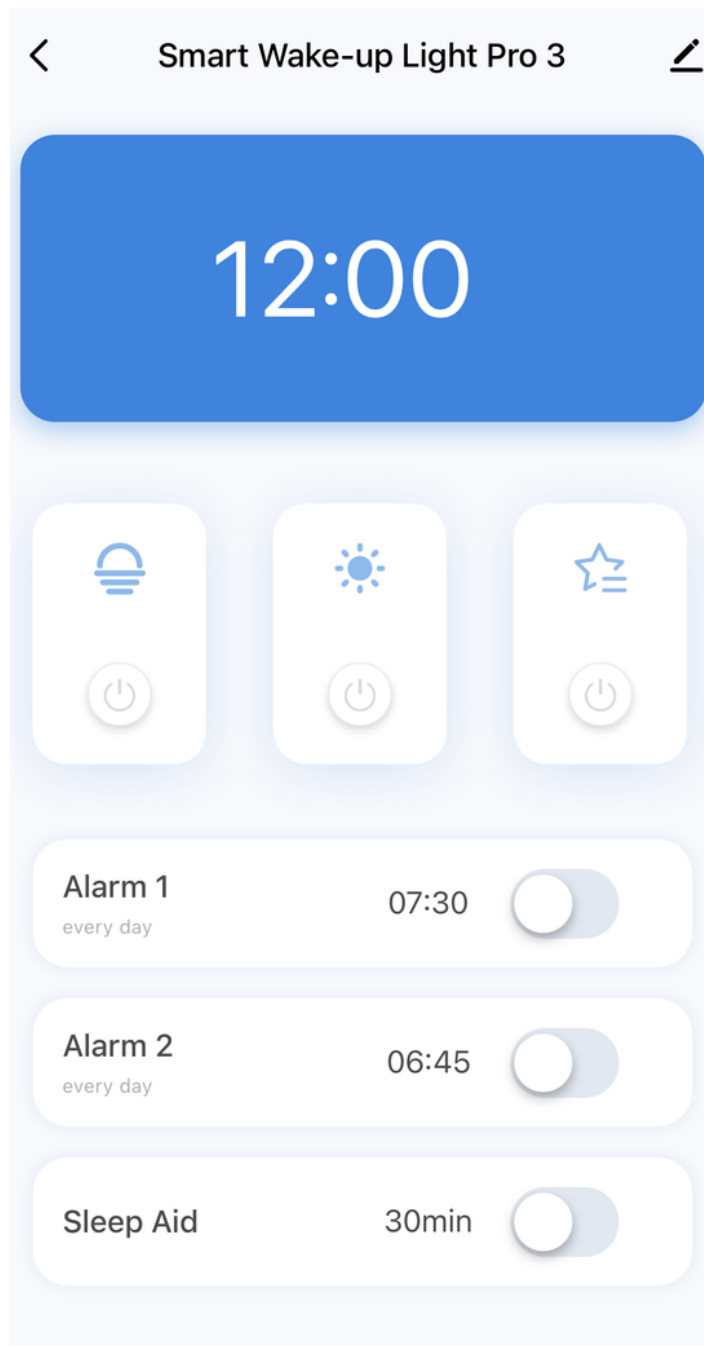 Smart Wake-up Light Pro 3
12:00
Alarm 1
every day
07:30
Alarm 2
every day
06:45
Sleep Aid
30min